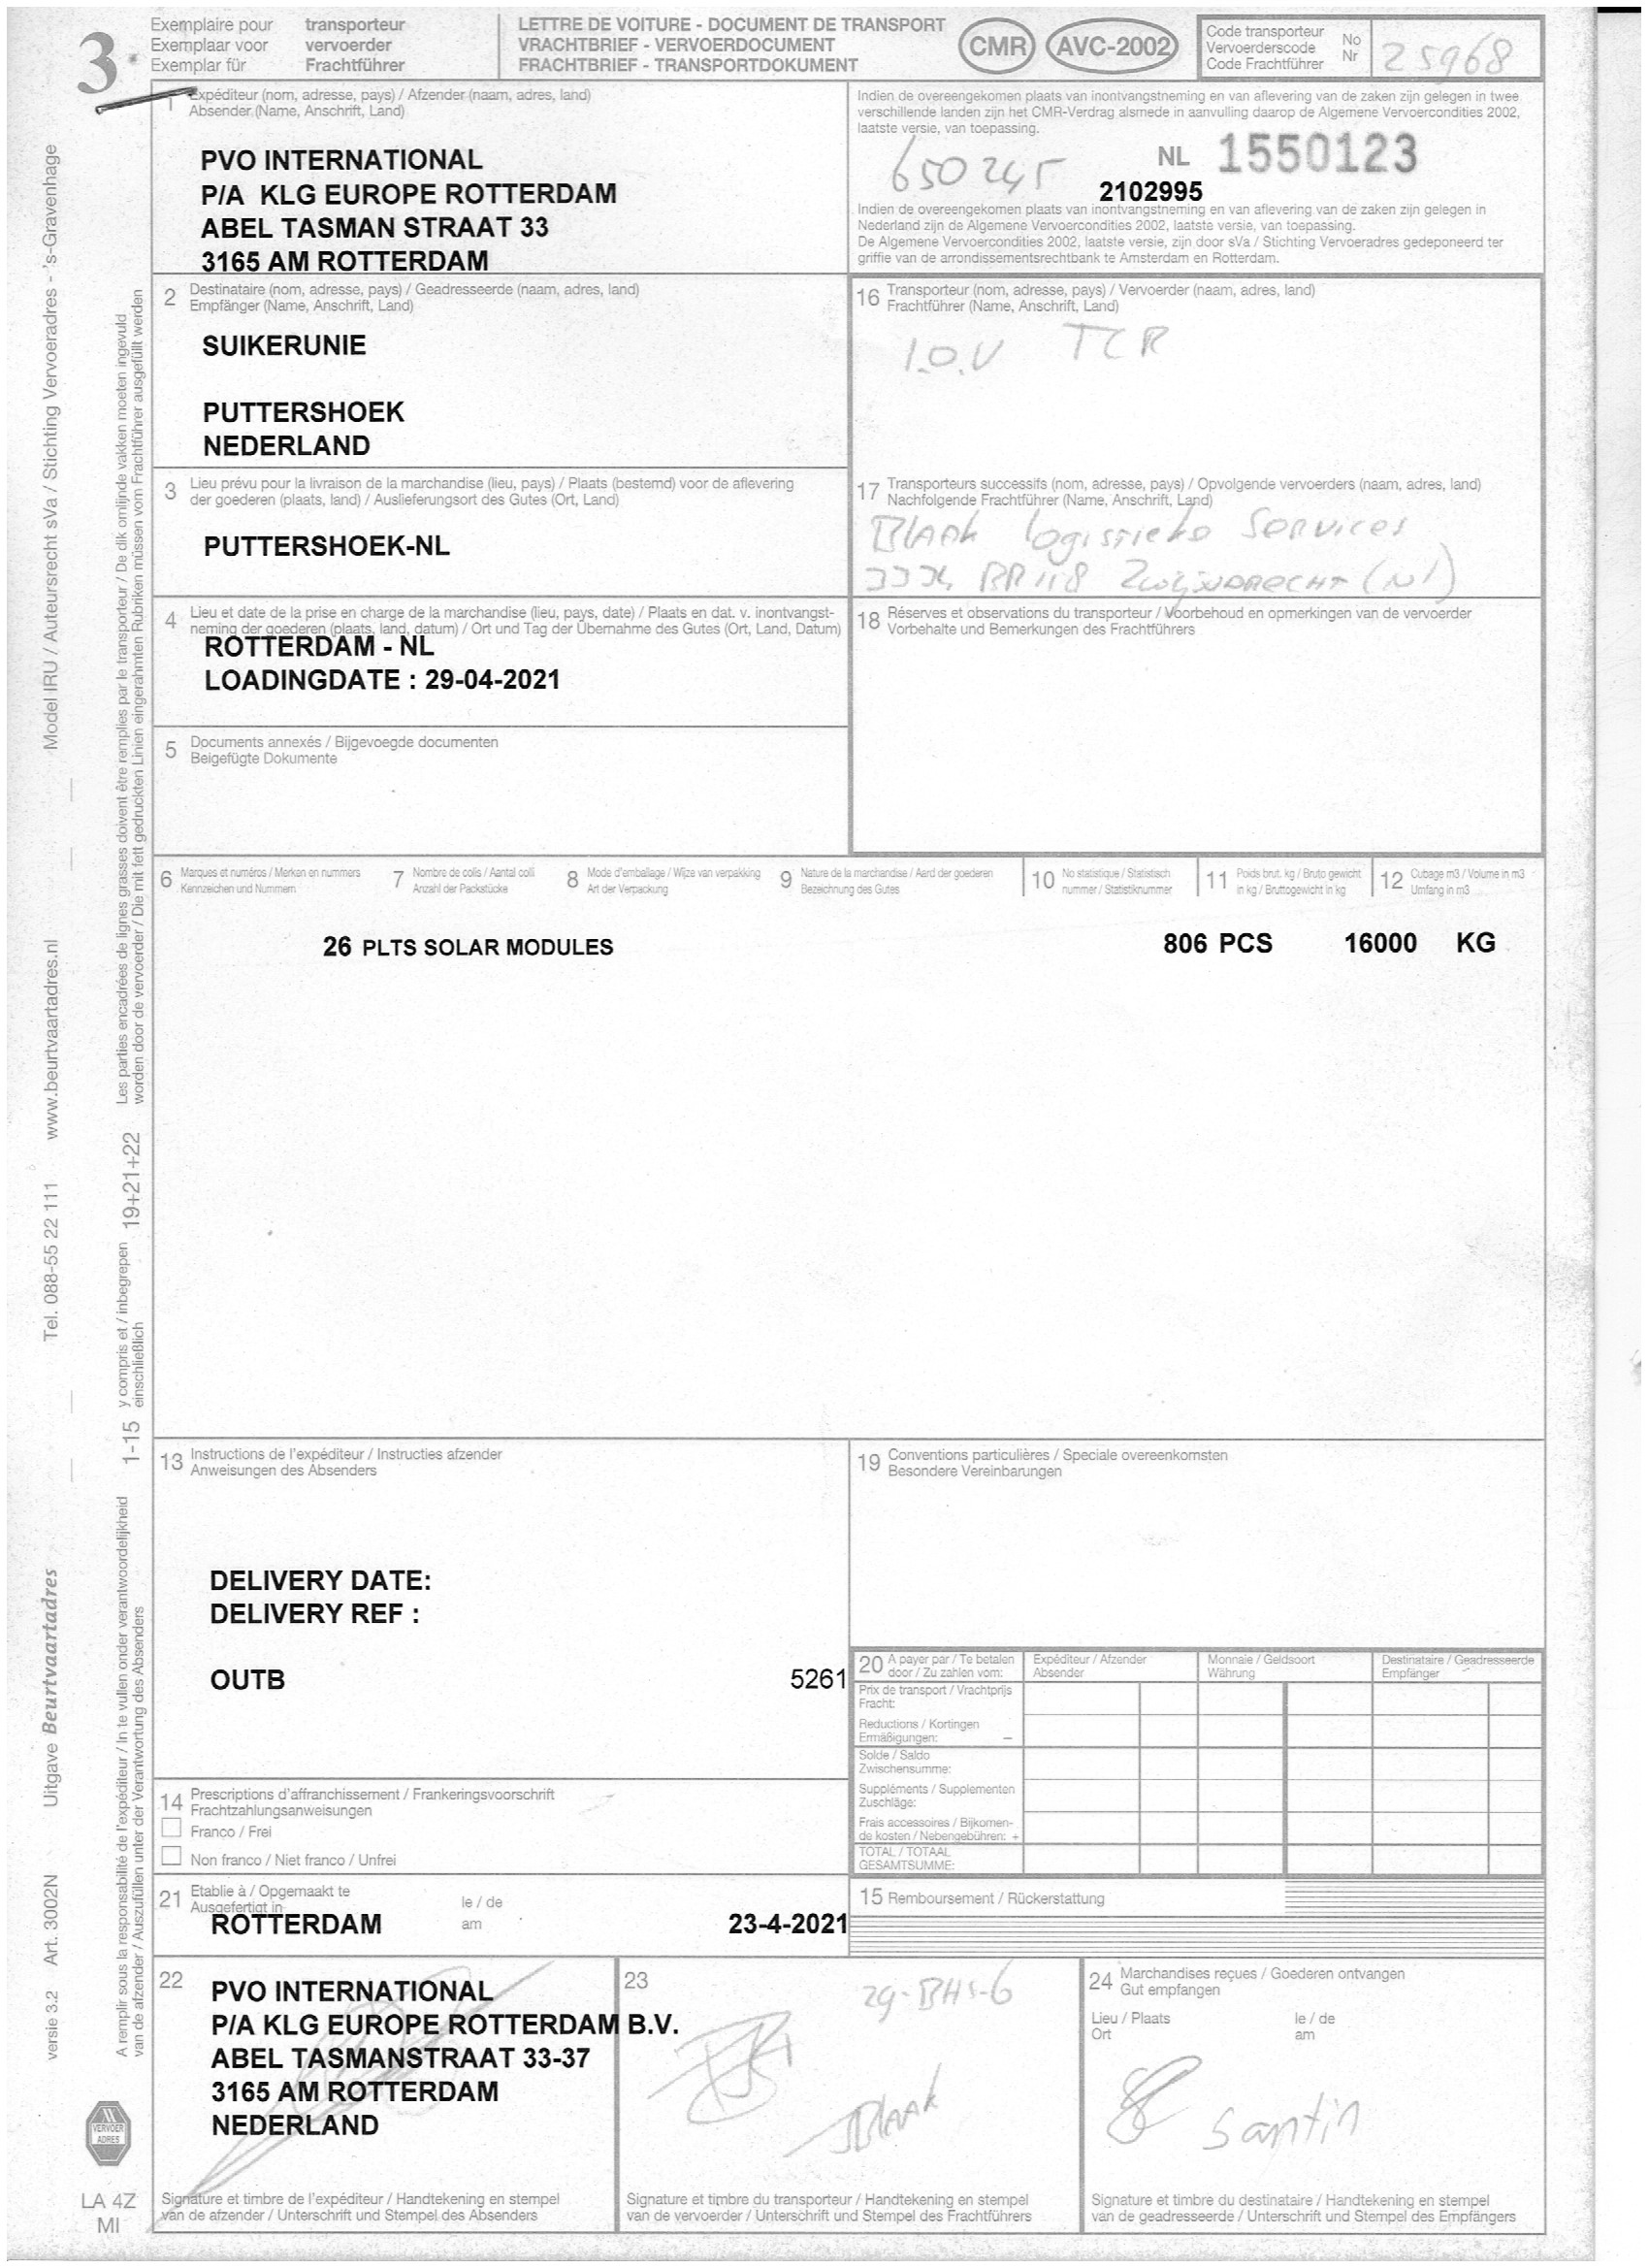 3
Exemplaire pour transporteur
Exemplaar voor vervoerder
Exemplar für Frachtführer
LETTRE DE VOITURE - DOCUMENT DE TRANSPORT
VRACHTBRIEF - VERVOERDOCUMENT
FRACHTBRIEF - TRANSPORTDOKUMENT
CMR AVC-2002
Code transporteur
Vervoerderscode
Code Frachtführer
No
Nr
25968
1 Expéditeur (nom, adresse, pays) / Afzender (naam, adres, land)
Absender (Name, Anschrift, Land)
PVO INTERNATIONAL
P/A KLG EUROPE ROTTERDAM
ABEL TASMAN STRAAT 33
3165 AM ROTTERDAM
Indien de overeengekomen plaats van inontvangstneming en van aflevering van de zaken zijn gelegen in twee
verschillende landen zijn het CMR-Verdrag alsmede in aanvulling daarop de Algemene Vervoercondities 2002,
laatste versie, van toepassing.
650245
NL 1550123
2102995
Indien de overeengekomen plaats van inontvangstneming en van aflevering van de zaken zijn gelegen in
Nederland zijn de Algemene Vervoercondities 2002, laatste versie, van toepassing.
De Algemene Vervoercondities 2002, laatste versie, zijn door sVa / Stichting Vervoeradres gedeponeerd ter
griffie van de arrondissementsrechtbank te Amsterdam en Rotterdam.
2 Destinataire (nom, adresse, pays) / Geadresseerde (naam, adres, land)
Empfänger (Name, Anschrift, Land)
SUIKERUNIE
PUTTERSHOEK
NEDERLAND
16 Transporteur (nom, adresse, pays) / Vervoerder (naam, adres, land)
Frachtführer (Name, Anschrift, Land)
I.O.V TCR
3 Lieu prévu pour la livraison de la marchandise (lieu, pays) / Plaats (bestemd) voor de aflevering
der goederen (plaats, land) / Auslieferungsort des Gutes (Ort, Land)
PUTTERSHOEK-NL
17 Transporteurs successifs (nom, adresse, pays) / Opvolgende vervoerders (naam, adres, land)
Nachfolgende Frachtführer (Name, Anschrift, Land)
Blaak Logistieke Services
ZWIJNDRECHT (Nl)
4 Lieu et date de la prise en charge de la marchandise (lieu, pays, date) / Plaats en dat. v. inontvangst-
neming der goederen (plaats, land, datum) / Ort und Tag der Übernahme des Gutes (Ort, Land, Datum)
ROTTERDAM - NL
LOADINGDATE : 29-04-2021
18 Réserves et observations du transporteur / Voorbehoud en opmerkingen van de vervoerder
Vorbehalte und Bemerkungen des Frachtführers
5 Documents annexés / Bijgevoegde documenten
Beigefügte Dokumente
6 Marques et numéros / Merken en nummers
Kennzeichen und Nummern
7 Nombre de colis / Aantal colli
Anzahl der Packstücke
8 Mode d'emballage / Wijze van verpakking
Art der Verpackung
9 Nature de la marchandise / Aard der goederen
Bezeichnung des Gutes
10 No statistique / Statistisch
nummer / Statistiknummer
11 Poids brut. kg / Bruto gewicht
in kg / Bruttogewicht in kg
12 Cubage m3 / Volume in m3
Umfang in m3
26 PLTS SOLAR MODULES 806 PCS 16000 KG
13 Instructions de l'expéditeur / Instructies afzender
Anweisungen des Absenders
DELIVERY DATE:
DELIVERY REF :
OUTB 5261
19 Conventions particulières / Speciale overeenkomsten
Besondere Vereinbarungen
20 A payer par / Te betalen
door / Zu zahlen vom:
Expéditeur / Afzender
Absender
Monnaie / Geldsoort
Währung
Destinataire / Geadresseerde
Empfänger
Prix de transport / Vrachtprijs
Fracht:
Reductions / Kortingen
Ermäßigungen: –
Solde / Saldo
Zwischensumme:
Suppléments / Supplementen
Zuschläge:
Frais accessoires / Bijkomen-
de kosten / Nebengebühren: +
TOTAL / TOTAAL
GESAMTSUMME:
14 Prescriptions d'affranchissement / Frankeringsvoorschrift
Frachtzahlungsanweisungen
Franco / Frei
Non franco / Niet franco / Unfrei
21 Etablie à / Opgemaakt te
Ausgefertigt in
le / de
am
ROTTERDAM 23-4-2021
15 Remboursement / Rückerstattung
22
PVO INTERNATIONAL
P/A KLG EUROPE ROTTERDAM B.V.
ABEL TASMANSTRAAT 33-37
3165 AM ROTTERDAM
NEDERLAND
Signature et timbre de l'expéditeur / Handtekening en stempel
van de afzender / Unterschrift und Stempel des Absenders
23
29-BHS-6
Blaak
Signature et timbre du transporteur / Handtekening en stempel
van de vervoerder / Unterschrift und Stempel des Frachtführers
24 Marchandises reçues / Goederen ontvangen
Gut empfangen
Lieu / Plaats
Ort
le / de
am
Santin
Signature et timbre du destinataire / Handtekening en stempel
van de geadresseerde / Unterschrift und Stempel des Empfängers
Model IRU / Auteursrecht sVa / Stichting Vervoeradres - 's-Gravenhage
www.beurtvaartadres.nl
Tel. 088-55 22 111
Uitgave Beurtvaartadres
Art. 3002N
versie 3.2
Les parties encadrées de lignes grasses doivent être remplies par le transporteur / De dik omlijnde vakken moeten ingevuld
worden door de vervoerder / Die mit fett gedruckten Linien eingerahmten Rubriken müssen vom Frachtführer ausgefüllt werden
1-15 y compris et / inbegrepen 19+21+22
einschließlich
A remplir sous la responsabilité de l'expéditeur / In te vullen onder verantwoordelijkheid
van de afzender / Auszufüllen unter der Verantwortung des Absenders
VERVOER
ADRES
LA 4Z
MI